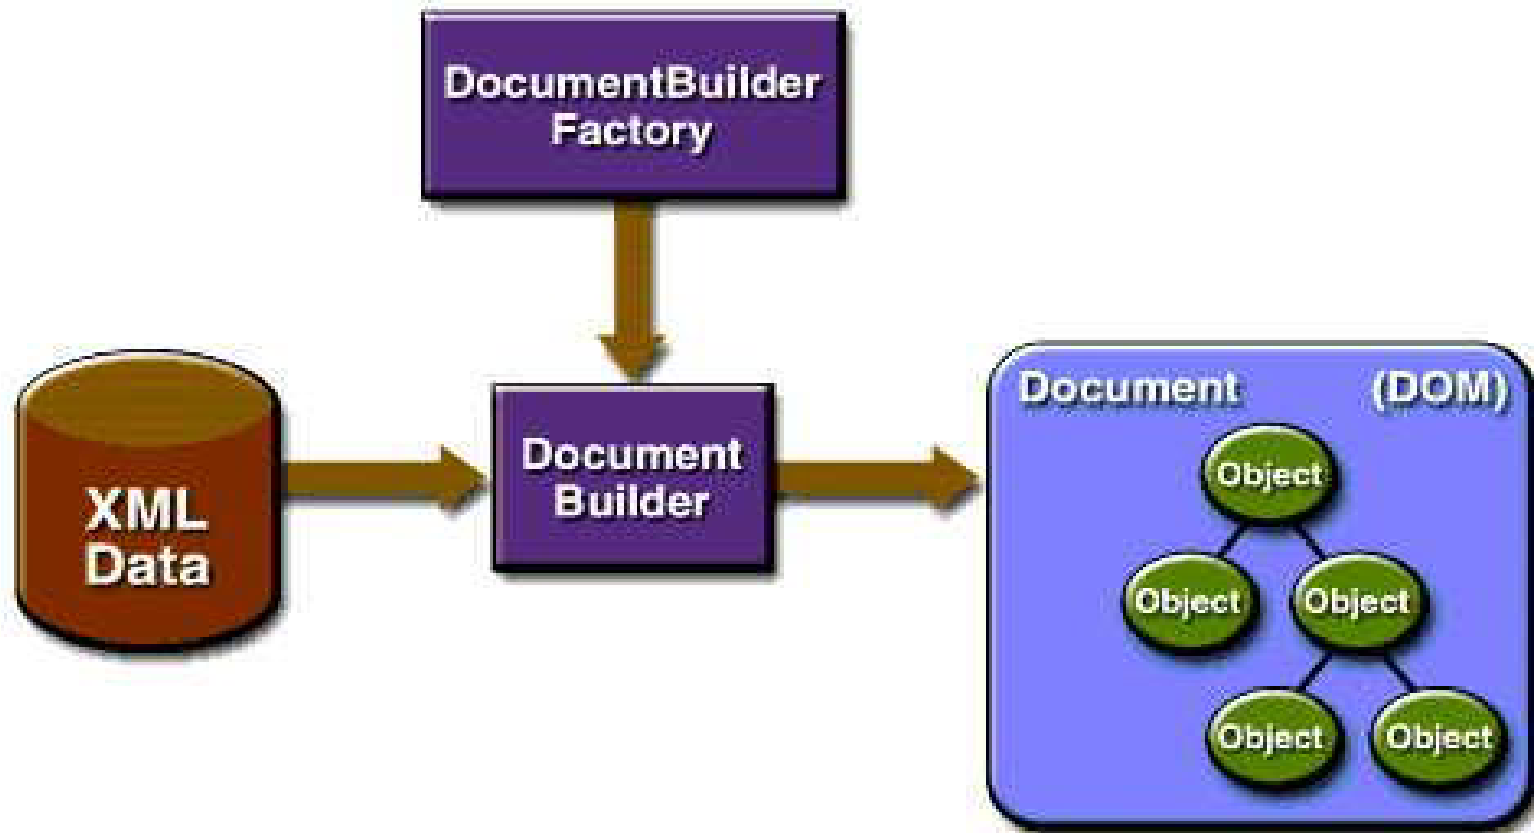 DocumentBuilder
Factory
XML
Data
Document
Builder
Document (DOM)
Object
Object Object
Object Object